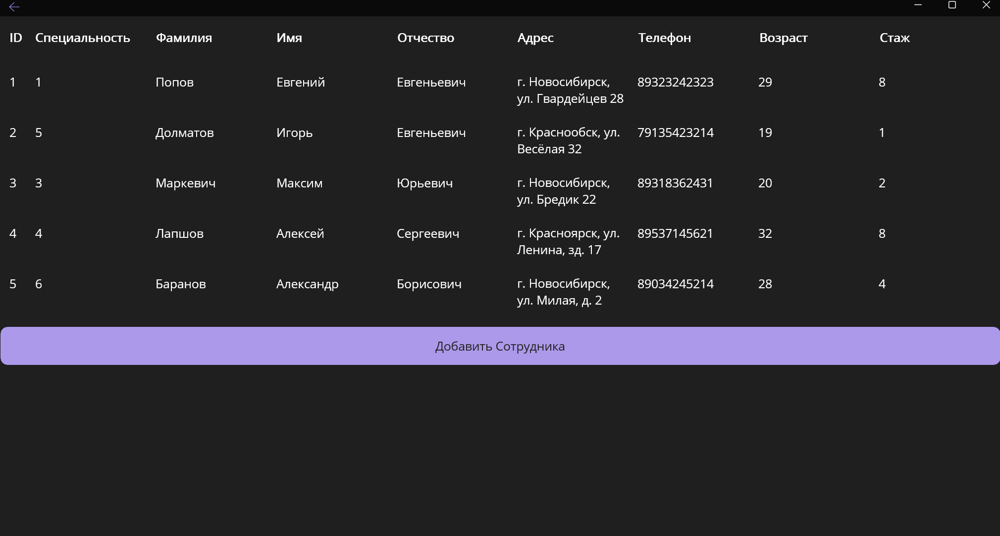 ID Специальность Фамилия Имя Отчество Адрес Телефон Возраст Стаж
1 1 Попов Евгений Евгеньевич г. Новосибирск, 89323242323 29 8
ул. Гвардейцев 28
2 5 Долматов Игорь Евгеньевич г. Краснообск, ул. 79135423214 19 1
Весёлая 32
3 3 Маркевич Максим Юрьевич г. Новосибирск, 89318362431 20 2
ул. Бредик 22
4 4 Лапшов Алексей Сергеевич г. Красноярск, ул. 89537145621 32 8
Ленина, зд. 17
5 6 Баранов Александр Борисович г. Новосибирск, 89034245214 28 4
ул. Милая, д. 2
Добавить Сотрудника